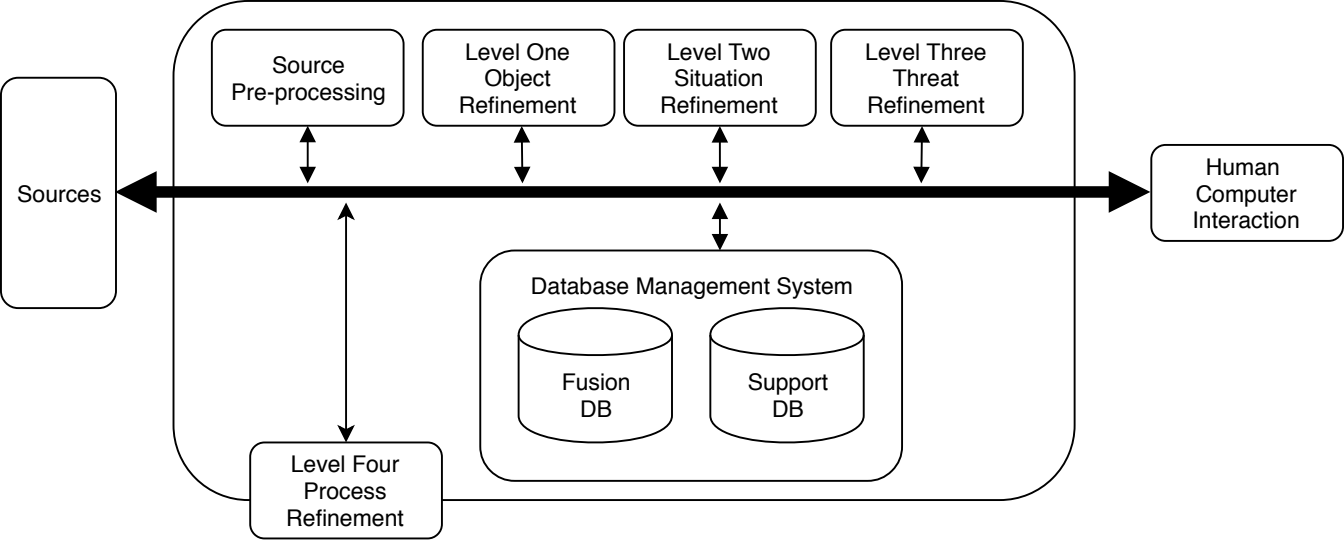 Sources
Source
Pre-processing
Level One
Object
Refinement
Level Two
Situation
Refinement
Level Three
Threat
Refinement
Human
Computer
Interaction
Database Management System
Fusion
DB
Support
DB
Level Four
Process
Refinement